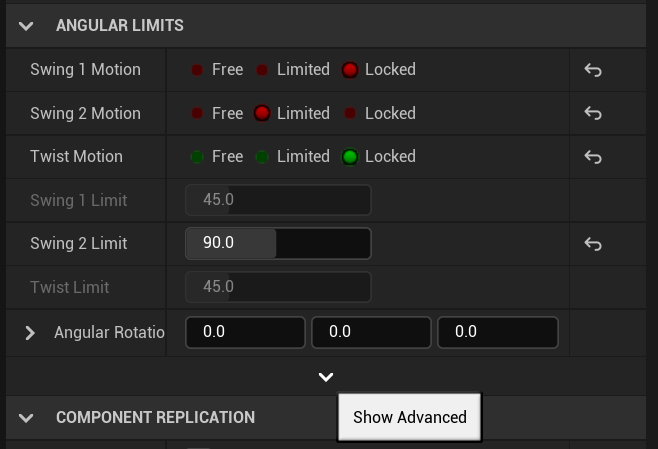 ANGULAR LIMITS
Swing 1 Motion Free Limited Locked
Swing 2 Motion Free Limited Locked
Twist Motion Free Limited Locked
Swing 1 Limit 45.0
Swing 2 Limit 90.0
Twist Limit 45.0
Angular Rotatio 0.0 0.0 0.0
COMPONENT REPLICATION
Show Advanced